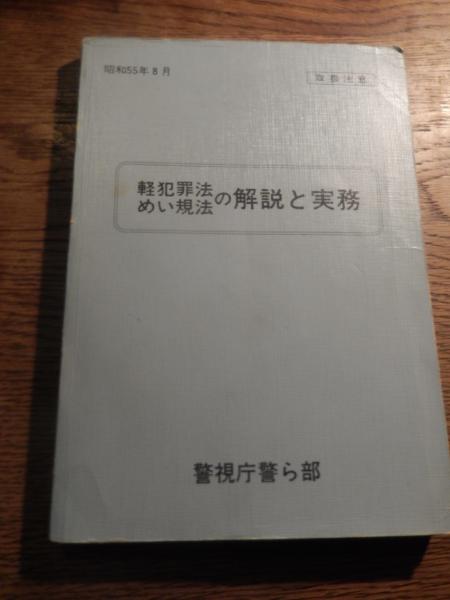 昭和55年8月
取扱注意
軽犯罪法
めい規法の解説と実務
警視庁警ら部